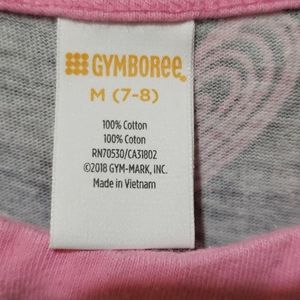 GYMBOREE
M (7-8)
100% Cotton
100% Coton
RN70530/CA31802
©2018 GYM-MARK, INC.
Made in Vietnam